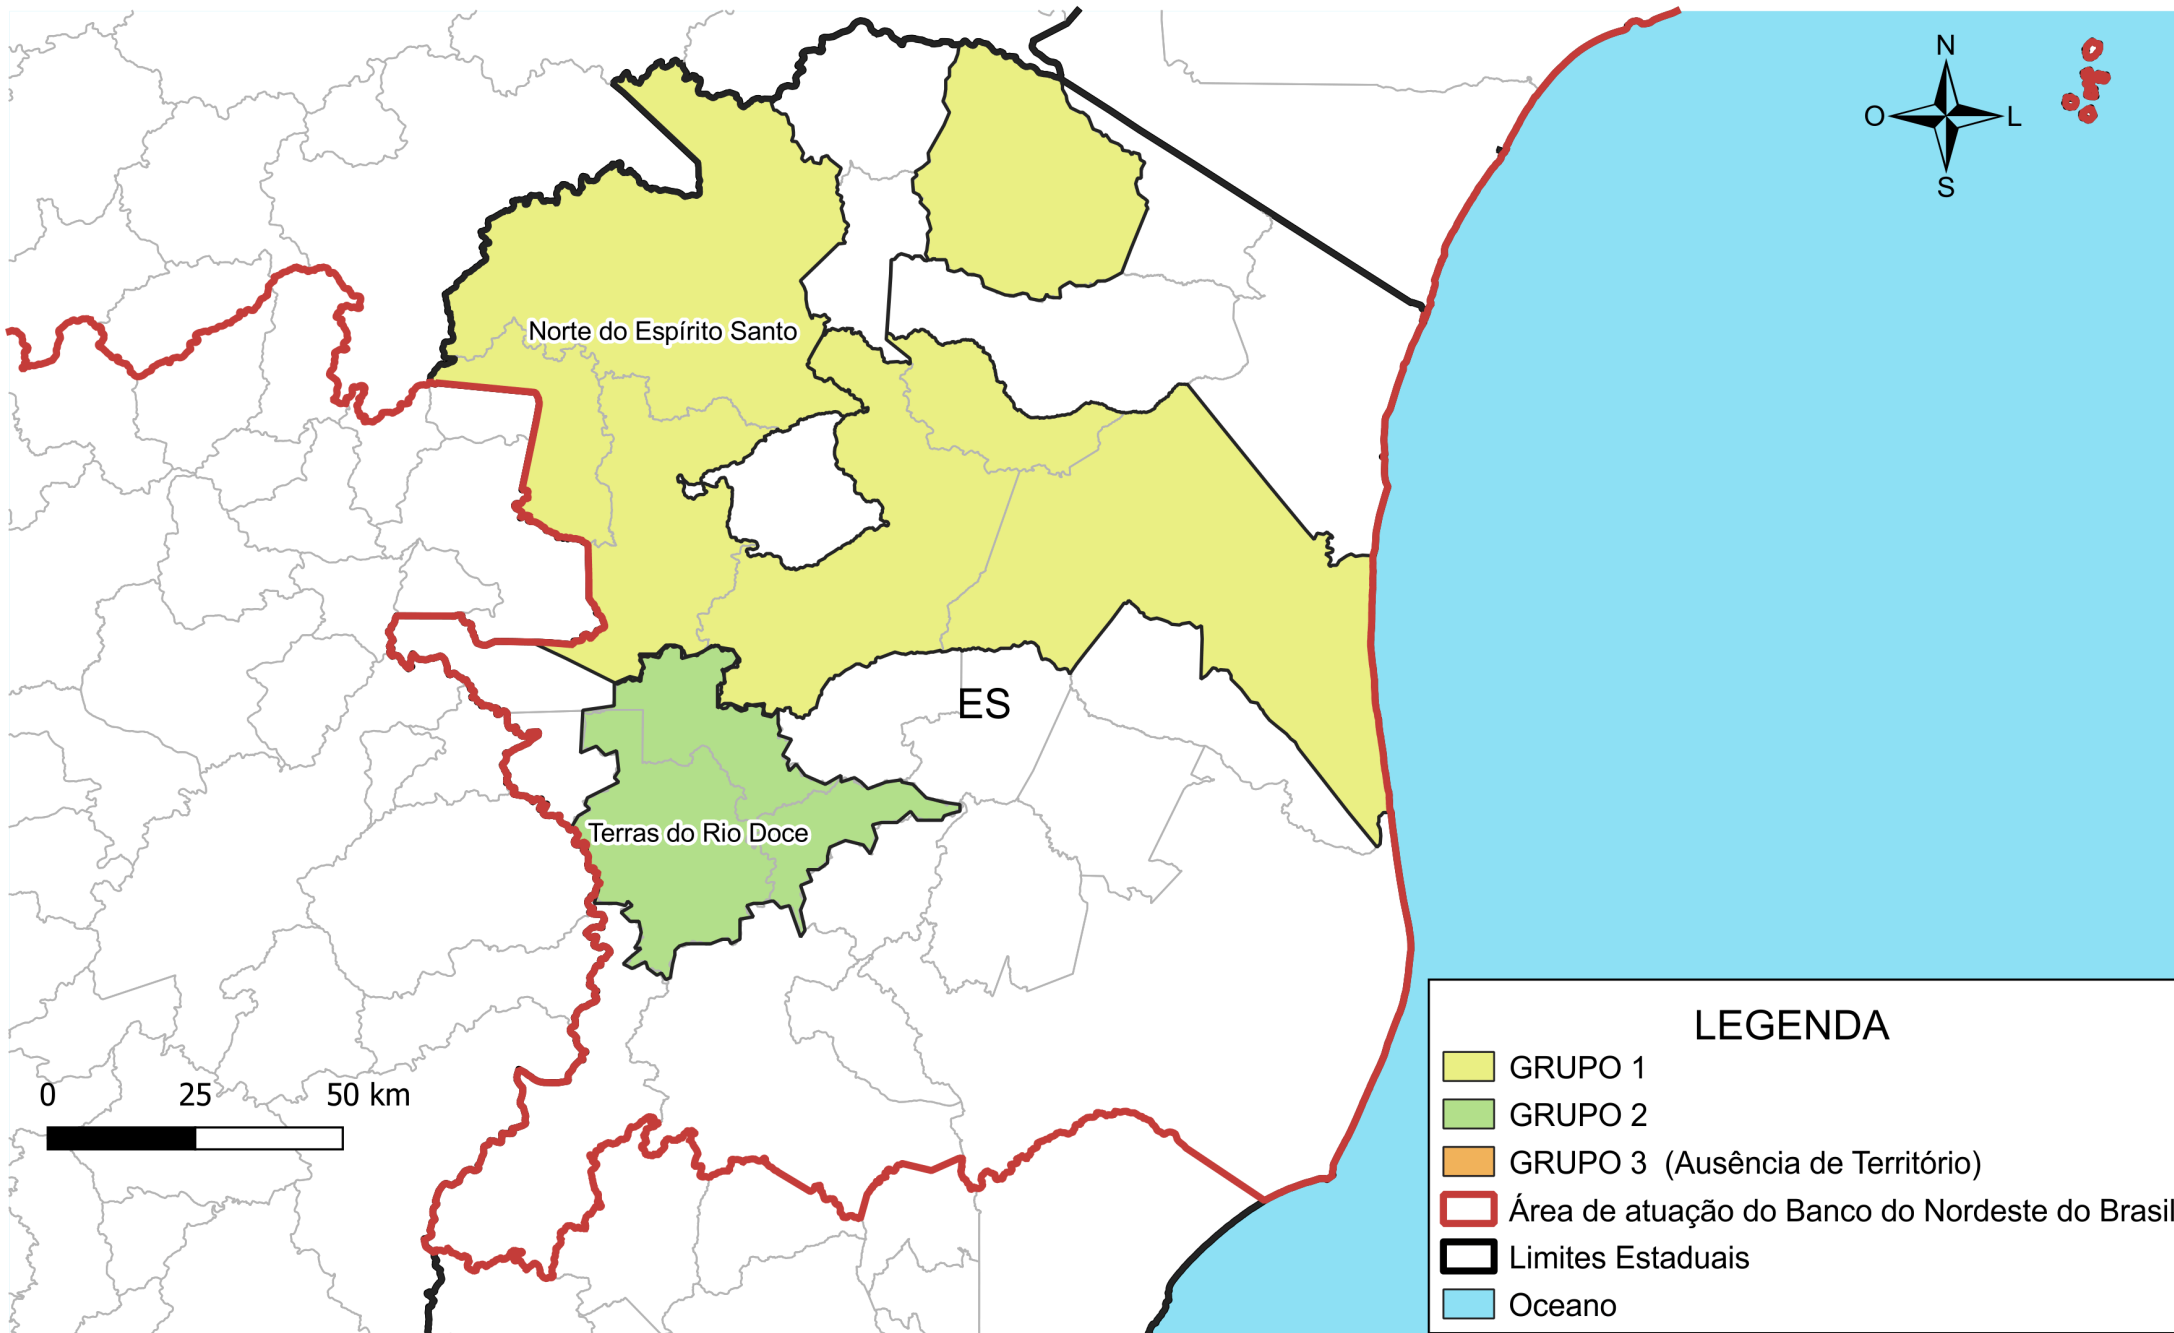 N
O
L
S
Norte do Espírito Santo
ES
Terras do Rio Doce
0 25 50 km
LEGENDA
GRUPO 1
GRUPO 2
GRUPO 3 (Ausência de Território)
Área de atuação do Banco do Nordeste do Brasil
Limites Estaduais
Oceano